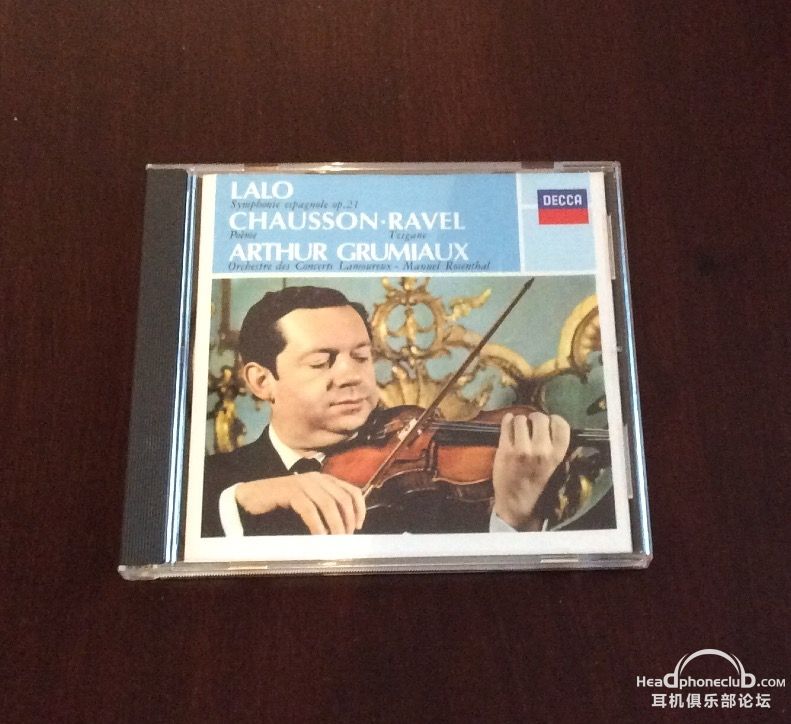 LALO
Symphonie espagnole op.21
DECCA
CHAUSSON·RAVEL
Poème Tzigane
ARTHUR GRUMIAUX
Orchestre des Concerts Lamoureux - Manuel Rosenthal
HeadphoneclubD.com
耳机俱乐部论坛